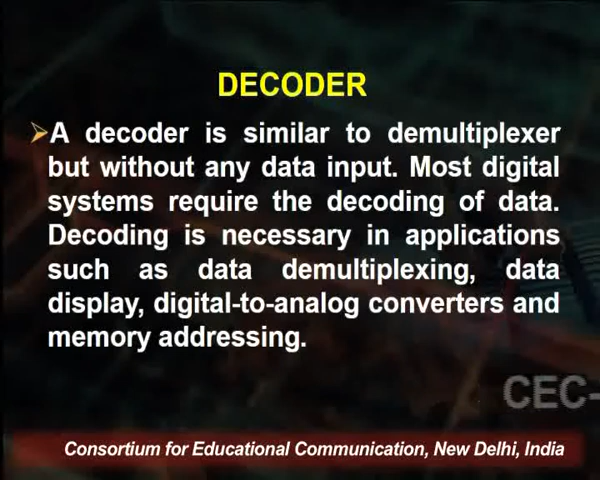 DECODER
➤A decoder is similar to demultiplexer
but without any data input. Most digital
systems require the decoding of data.
Decoding is necessary in applications
such as data demultiplexing, data
display, digital-to-analog converters and
memory addressing.
CEC-
Consortium for Educational Communication, New Delhi, India